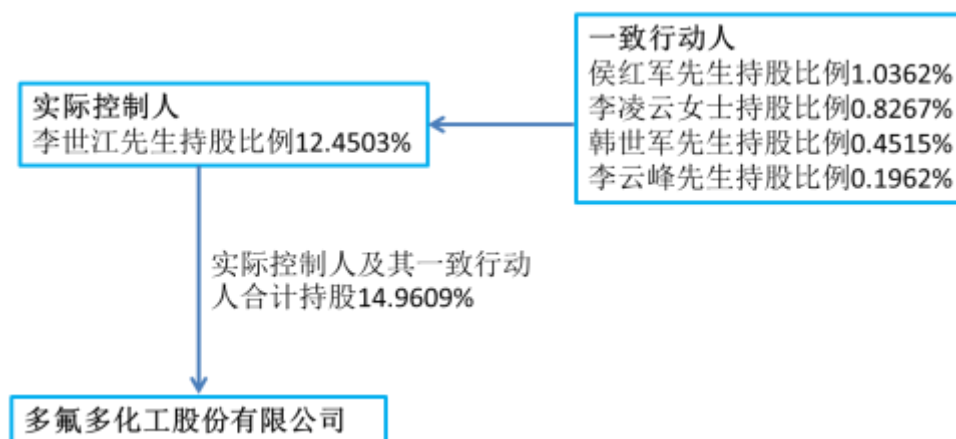 一致行动人
侯红军先生持股比例1.0362%
李凌云女士持股比例0.8267%
韩世军先生持股比例0.4515%
李云峰先生持股比例0.1962%
实际控制人
李世江先生持股比例12.4503%
实际控制人及其一致行动
人合计持股14.9609%
多氟多化工股份有限公司